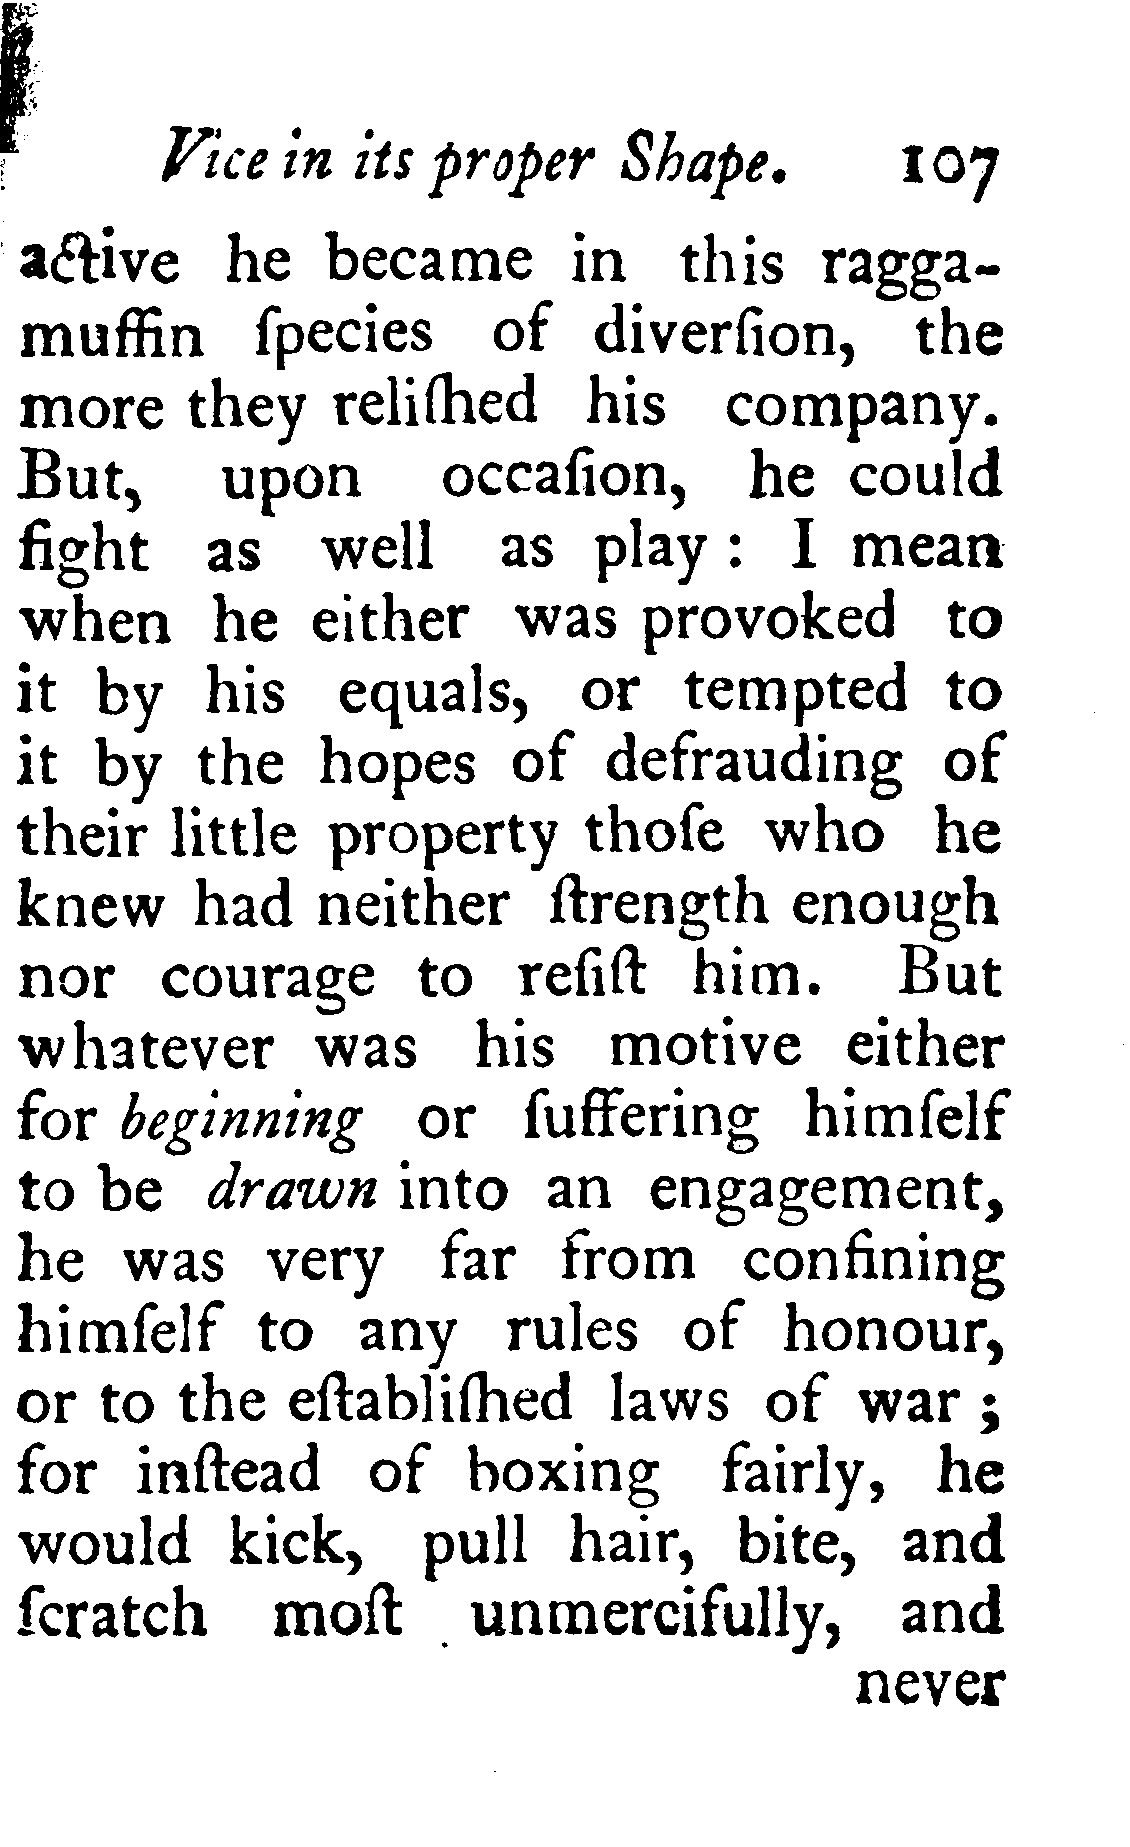 Vice in its proper Shape. 107
active he became in this ragga-
muffin ſpecies of diverſion, the
more they reliſhed his company.
But, upon occaſion, he could
fight as well as play : I mean
when he either was provoked to
it by his equals, or tempted to
it by the hopes of defrauding of
their little property thoſe who he
knew had neither ſtrength enough
nor courage to reſiſt him. But
whatever was his motive either
for beginning or ſuffering himſelf
to be drawn into an engagement,
he was very far from confining
himſelf to any rules of honour,
or to the eſtabliſhed laws of war ;
for inſtead of boxing fairly, he
would kick, pull hair, bite, and
ſcratch moſt unmercifully, and
never